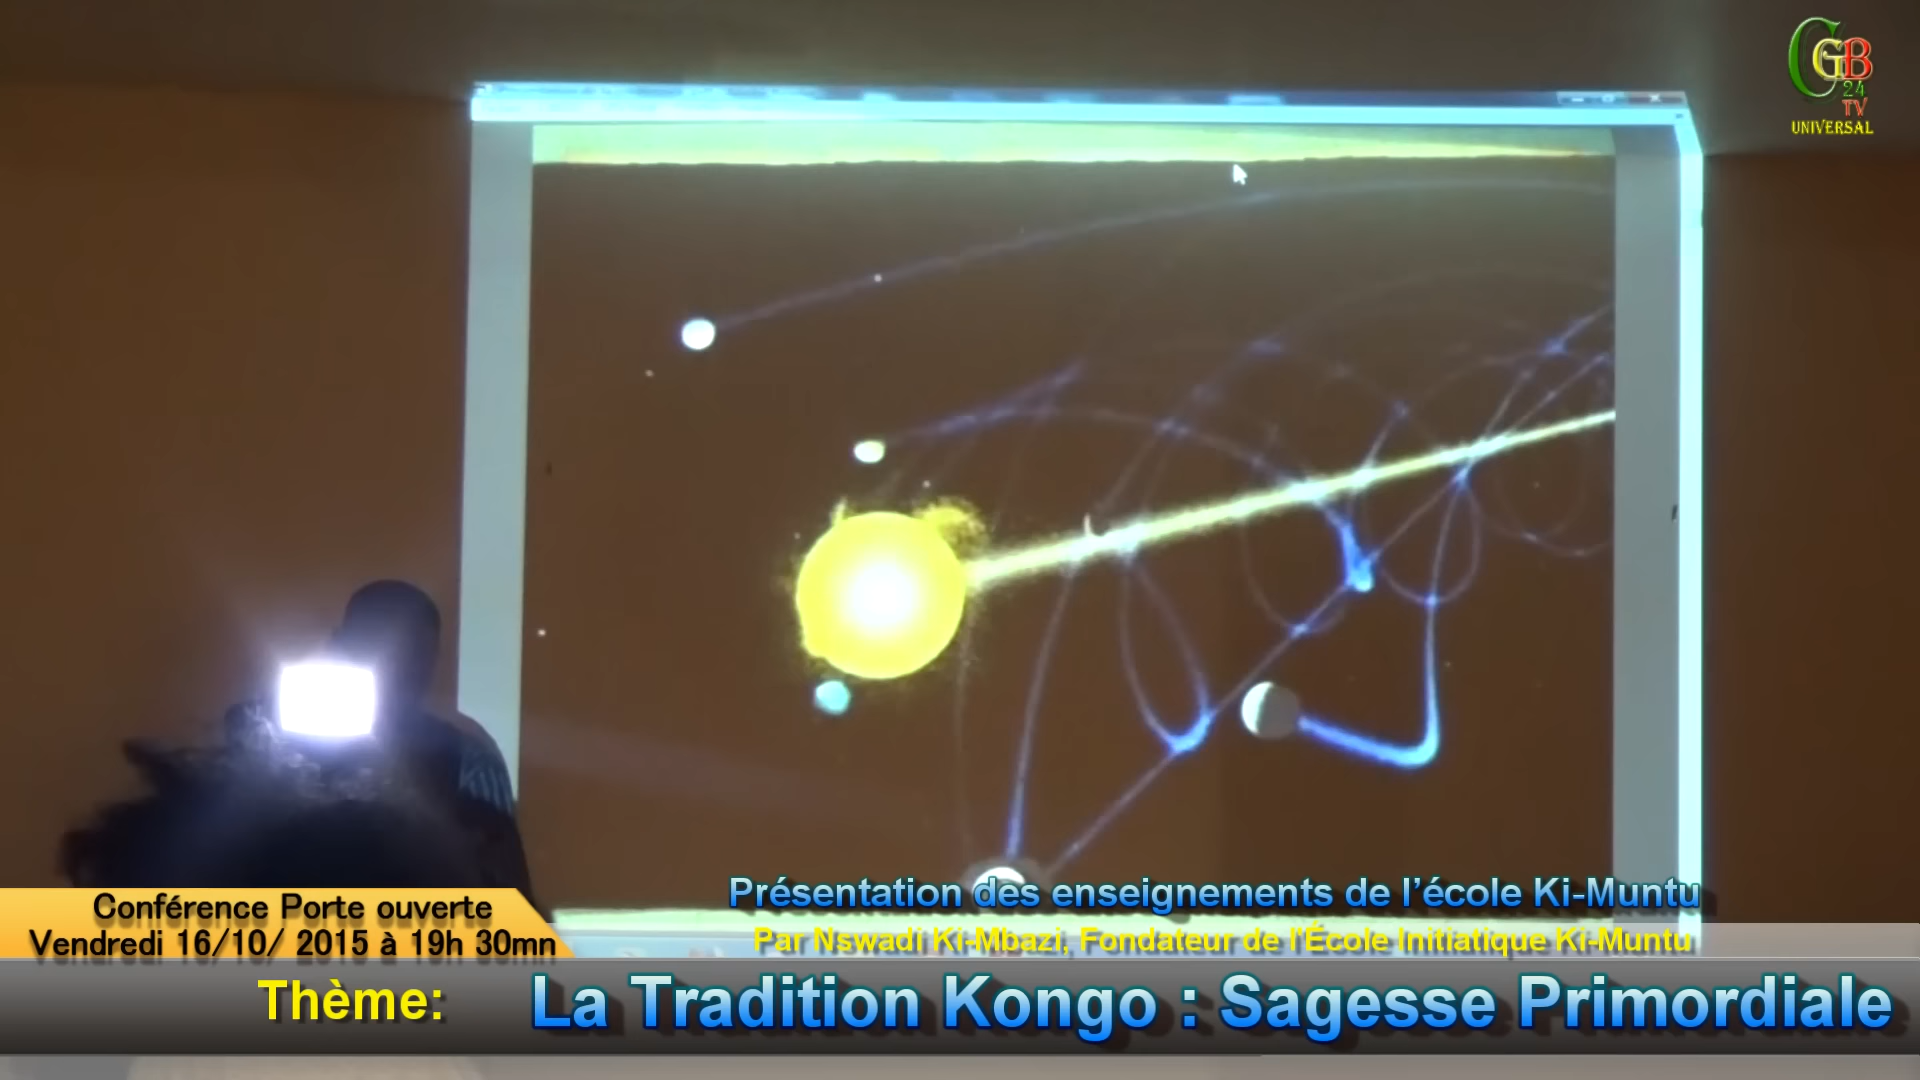 CGB
24
TV
UNIVERSAL
Conférence Porte ouverte
Vendredi 16/10/ 2015 à 19h 30mn
Présentation des enseignements de l'école Ki-Muntu
Par Nswadi Ki-Mbazi, Fondateur de l'École Initiatique Ki-Muntu
Thème: La Tradition Kongo : Sagesse Primordiale